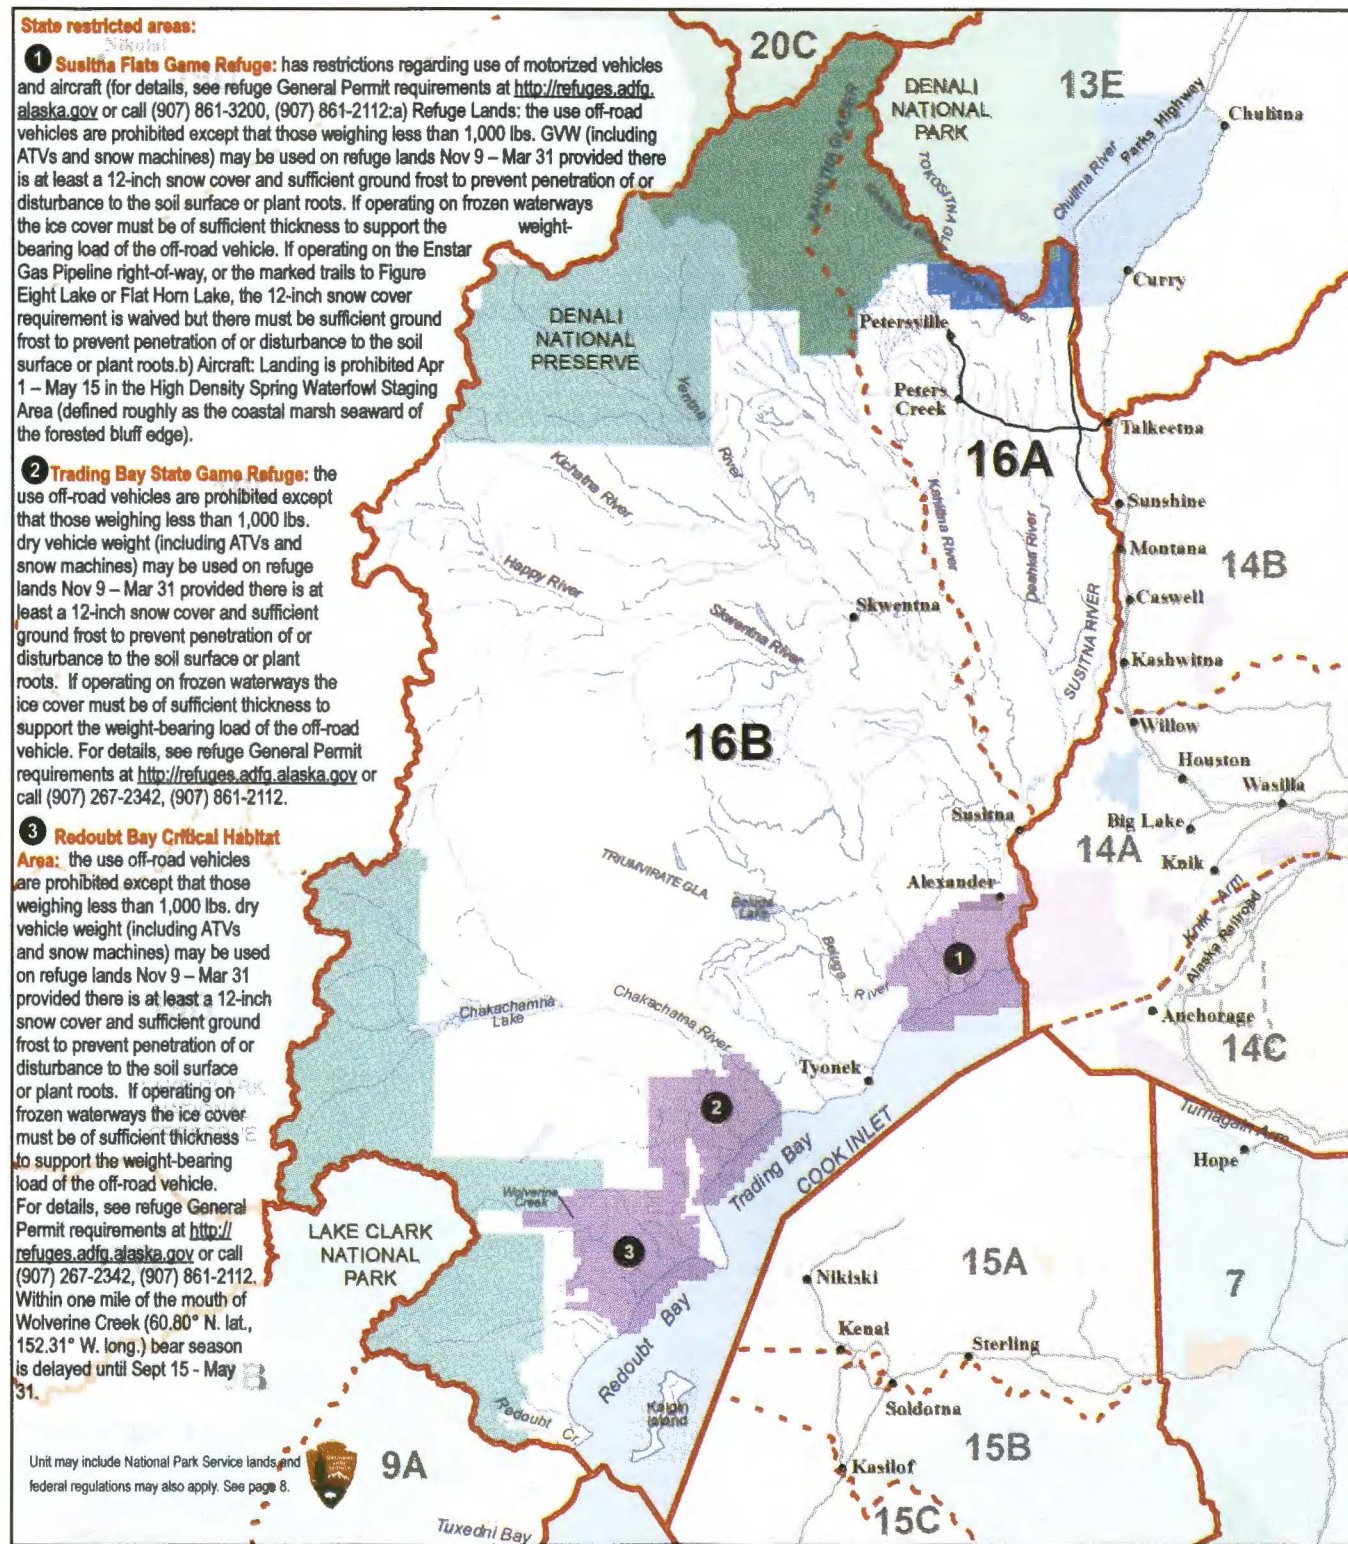 State restricted areas:
1 Susitna Flats Game Refuge: has restrictions regarding use of motorized vehicles
and aircraft (for details, see refuge General Permit requirements at http://refuges.adfg.
alaska.gov or call (907) 861-3200, (907) 861-2112:a) Refuge Lands: the use off-road
vehicles are prohibited except that those weighing less than 1,000 lbs. GVW (including
ATVs and snow machines) may be used on refuge lands Nov 9 – Mar 31 provided there
is at least a 12-inch snow cover and sufficient ground frost to prevent penetration of or
disturbance to the soil surface or plant roots. If operating on frozen waterways
the ice cover must be of sufficient thickness to support the weight-
bearing load of the off-road vehicle. If operating on the Enstar
Gas Pipeline right-of-way, or the marked trails to Figure
Eight Lake or Flat Horn Lake, the 12-inch snow cover
requirement is waived but there must be sufficient ground
frost to prevent penetration of or disturbance to the soil
surface or plant roots.b) Aircraft: Landing is prohibited Apr
1 – May 15 in the High Density Spring Waterfowl Staging
Area (defined roughly as the coastal marsh seaward of
the forested bluff edge).
2 Trading Bay State Game Refuge: the
use off-road vehicles are prohibited except
that those weighing less than 1,000 lbs.
dry vehicle weight (including ATVs and
snow machines) may be used on refuge
lands Nov 9 – Mar 31 provided there is at
least a 12-inch snow cover and sufficient
ground frost to prevent penetration of or
disturbance to the soil surface or plant
roots. If operating on frozen waterways the
ice cover must be of sufficient thickness to
support the weight-bearing load of the off-road
vehicle. For details, see refuge General Permit
requirements at http://refuges.adfg.alaska.gov or
call (907) 267-2342, (907) 861-2112.
3 Redoubt Bay Critical Habitat
Area: the use off-road vehicles
are prohibited except that those
weighing less than 1,000 lbs. dry
vehicle weight (including ATVs
and snow machines) may be used
on refuge lands Nov 9 – Mar 31
provided there is at least a 12-inch
snow cover and sufficient ground
frost to prevent penetration of or
disturbance to the soil surface
or plant roots. If operating on
frozen waterways the ice cover
must be of sufficient thickness
to support the weight-bearing
load of the off-road vehicle.
For details, see refuge General
Permit requirements at http://
refuges.adfg.alaska.gov or call
(907) 267-2342, (907) 861-2112.
Within one mile of the mouth of
Wolverine Creek (60.80° N. lat.,
152.31° W. long.) bear season
is delayed until Sept 15 - May
31.
Unit may include National Park Service lands and
federal regulations may also apply. See page 8.
20C
DENALI
NATIONAL
PARK
13E
Parks Highway
Chulitna
Chulitna River
KAHILTNA GLACIER
TOKOSITNA GLA
Curry
DENALI
NATIONAL
PRESERVE
Petersville
Peters
Creek
Talkeetna
Yentna
River
16A
Kichatna River
Kahiltna River
Deshka River
Sunshine
Montana
14B
Happy River
Caswell
Skwentna
Skwentna River
SUSITNA RIVER
Kashwitna
16B
Willow
Houston
Wasilla
Susitna
Big Lake
14A
Knik
TRIUMVIRATE GLA.
Alexander
Beluga
Lake
Knik Arm
Alaska Railroad
Beluga
River
1
Chakachamna
Lake
Chakachatna River
Anchorage
14C
Tyonek
2
Turnagain Arm
Hope
Trading Bay
COOK INLET
Wolverine
Creek
LAKE CLARK
NATIONAL
PARK
3
15A
7
Nikiski
Redoubt Bay
Kenai
Sterling
Soldotna
Kalgin
Island
Redoubt Cr.
15B
9A
Kasilof
15C
Tuxedni Bay